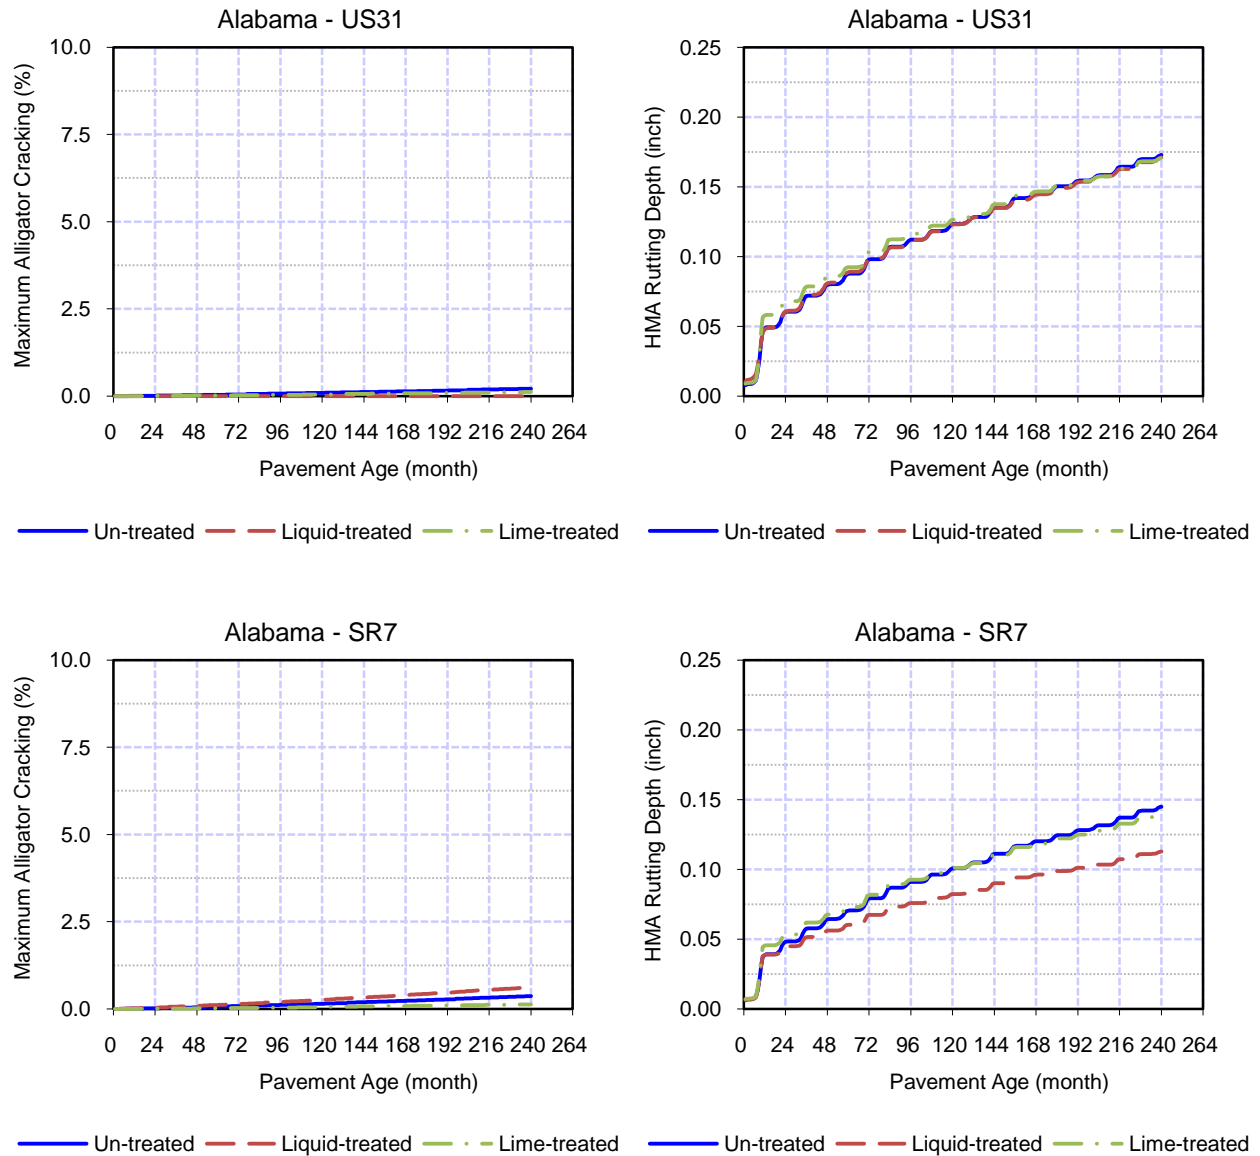 Alabama - US31
Maximum Alligator Cracking (%)
10.0
7.5
5.0
2.5
0.0
0 24 48 72 96 120 144 168 192 216 240 264
Pavement Age (month)
Un-treated Liquid-treated Lime-treated
Alabama - US31
HMA Rutting Depth (inch)
0.25
0.20
0.15
0.10
0.05
0.00
0 24 48 72 96 120 144 168 192 216 240 264
Pavement Age (month)
Un-treated Liquid-treated Lime-treated
Alabama - SR7
Maximum Alligator Cracking (%)
10.0
7.5
5.0
2.5
0.0
0 24 48 72 96 120 144 168 192 216 240 264
Pavement Age (month)
Un-treated Liquid-treated Lime-treated
Alabama - SR7
HMA Rutting Depth (inch)
0.25
0.20
0.15
0.10
0.05
0.00
0 24 48 72 96 120 144 168 192 216 240 264
Pavement Age (month)
Un-treated Liquid-treated Lime-treated